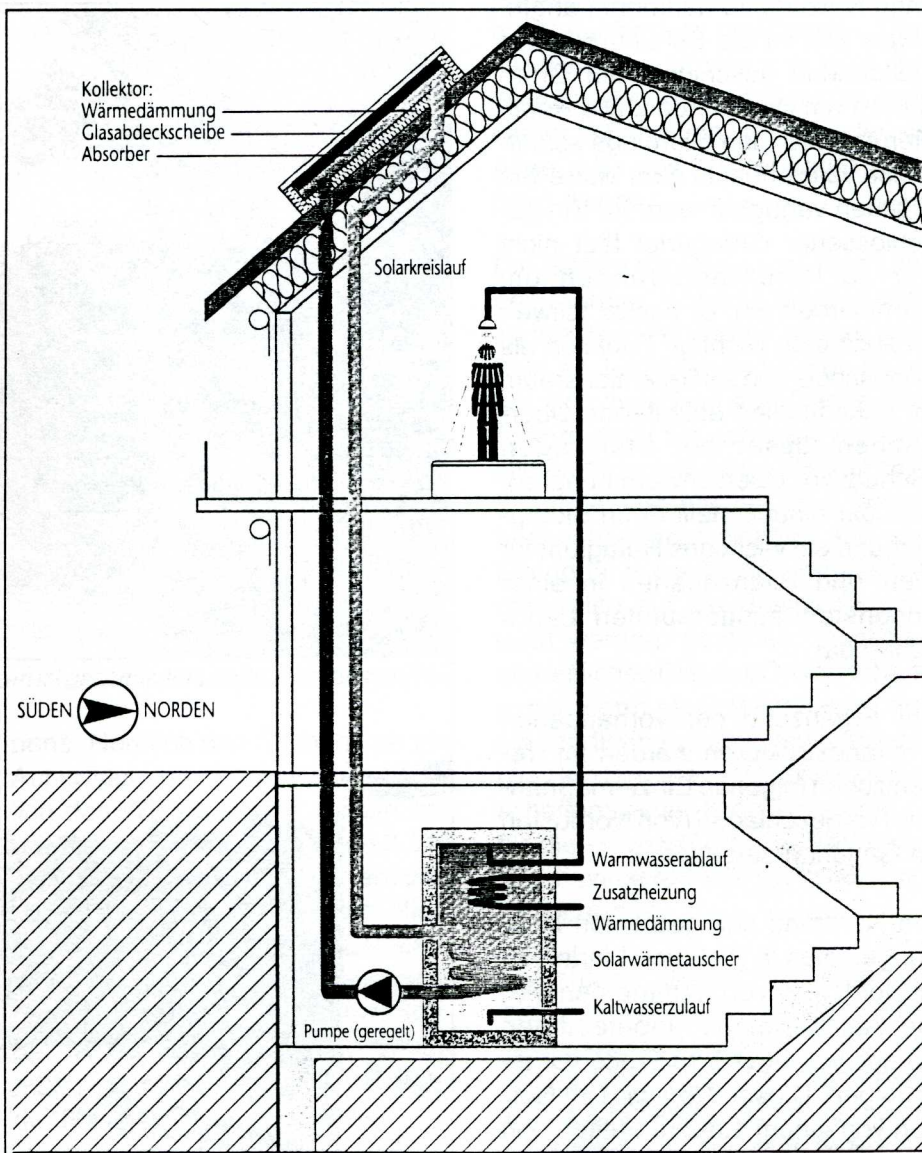 Kollektor:
Wärmedämmung
Glasabdeckscheibe
Absorber
Solarkreislauf
SÜDEN NORDEN
Warmwasserablauf
Zusatzheizung
Wärmedämmung
Solarwärmetauscher
Kaltwasserzulauf
Pumpe (geregelt)